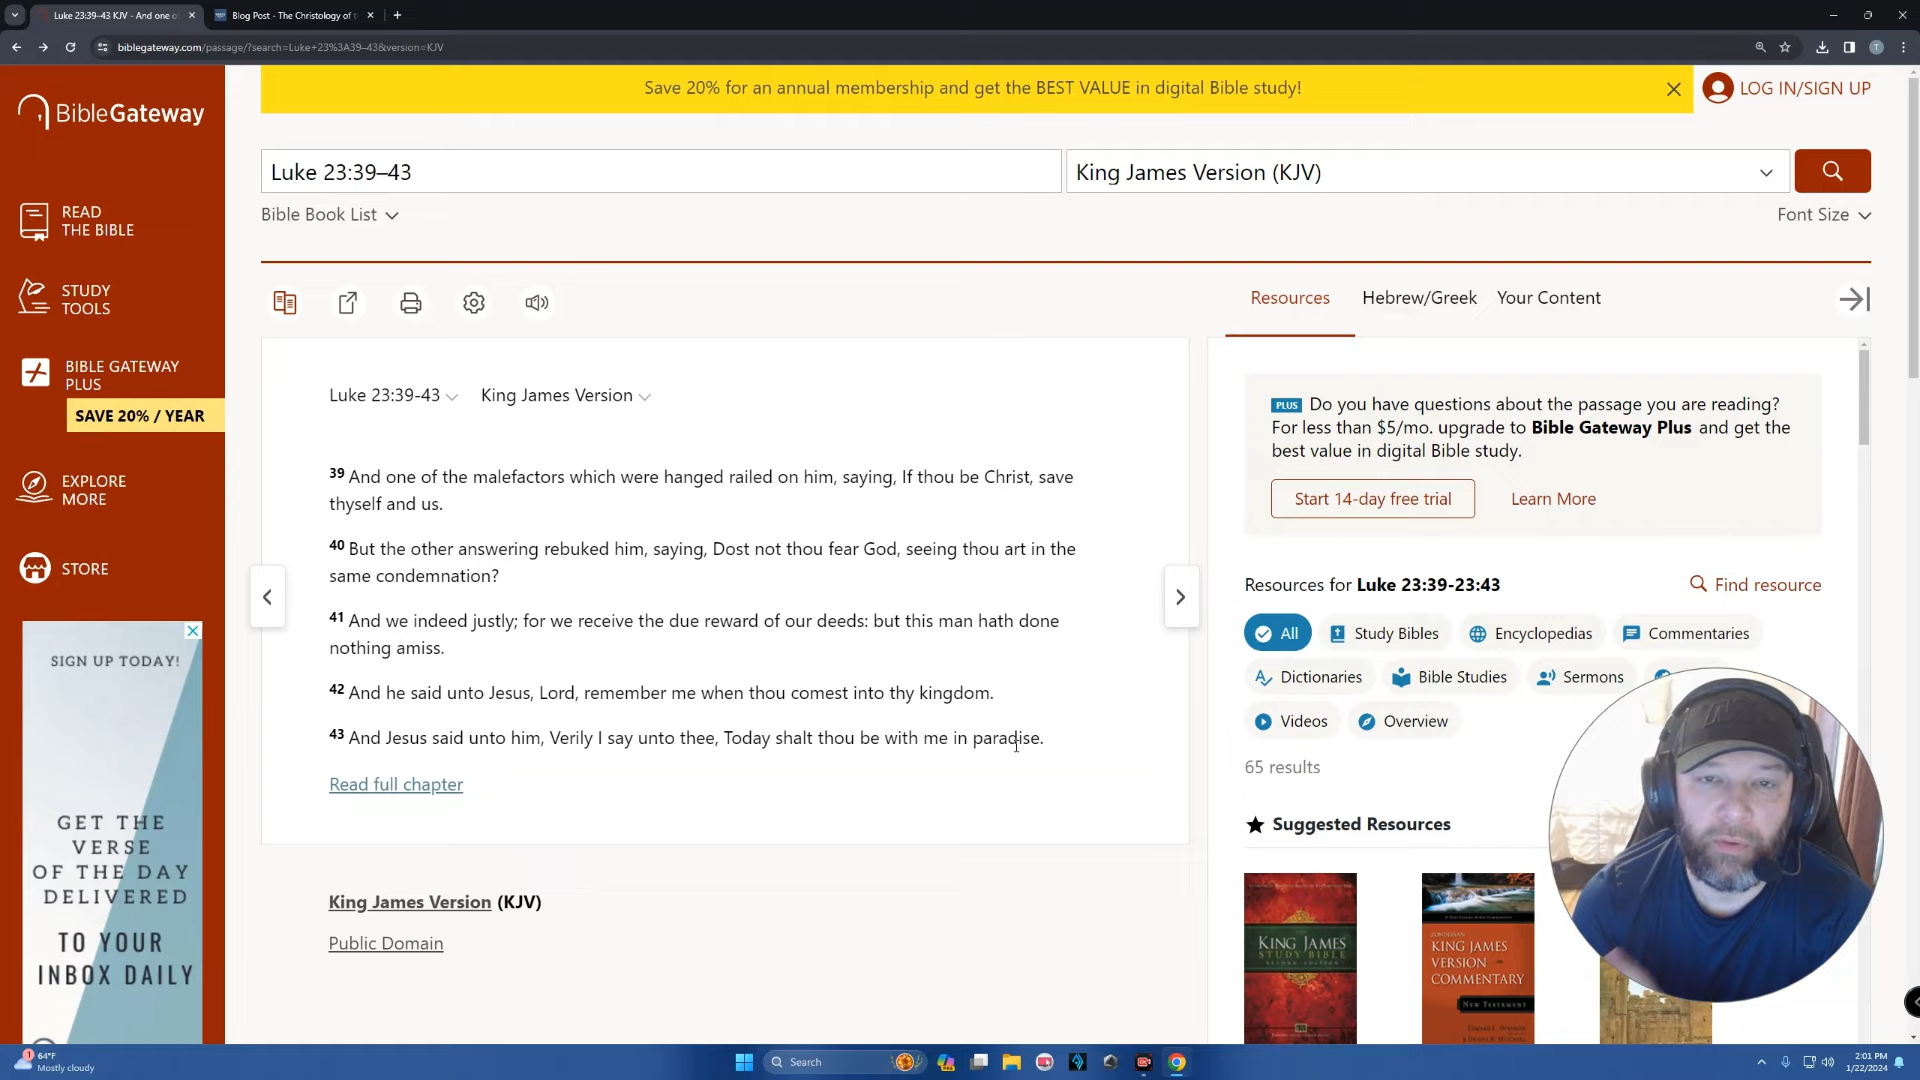 Luke 23:39-43 KJV - And one o
Blog Post - The Christology of t
biblegateway.com/passage/?search=Luke+23%3A39–43&version=KJV
BibleGateway
Save 20% for an annual membership and get the BEST VALUE in digital Bible study!
LOG IN/SIGN UP
Luke 23:39–43
King James Version (KJV)
Bible Book List
Font Size
READ
THE BIBLE
STUDY
TOOLS
BIBLE GATEWAY
PLUS
SAVE 20% / YEAR
EXPLORE
MORE
STORE
SIGN UP TODAY!
GET THE
VERSE
OF THE DAY
DELIVERED
TO YOUR
INBOX DAILY
Luke 23:39-43
King James Version
39 And one of the malefactors which were hanged railed on him, saying, If thou be Christ, save
thyself and us.
40 But the other answering rebuked him, saying, Dost not thou fear God, seeing thou art in the
same condemnation?
41 And we indeed justly; for we receive the due reward of our deeds: but this man hath done
nothing amiss.
42 And he said unto Jesus, Lord, remember me when thou comest into thy kingdom.
43 And Jesus said unto him, Verily I say unto thee, Today shalt thou be with me in paradise.
Read full chapter
King James Version (KJV)
Public Domain
Resources
Hebrew/Greek
Your Content
PLUS Do you have questions about the passage you are reading?
For less than $5/mo. upgrade to Bible Gateway Plus and get the
best value in digital Bible study.
Start 14-day free trial
Learn More
Resources for Luke 23:39-23:43
Find resource
All
Study Bibles
Encyclopedias
Commentaries
Dictionaries
Bible Studies
Sermons
Videos
Overview
65 results
Suggested Resources
KING JAMES
STUDY BIBLE
SECOND EDITION
ZONDERVAN
KING JAMES
VERSION
COMMENTARY
NEW TESTAMENT
1
64°F
Mostly cloudy
Search
2:01 PM
1/22/2024
T